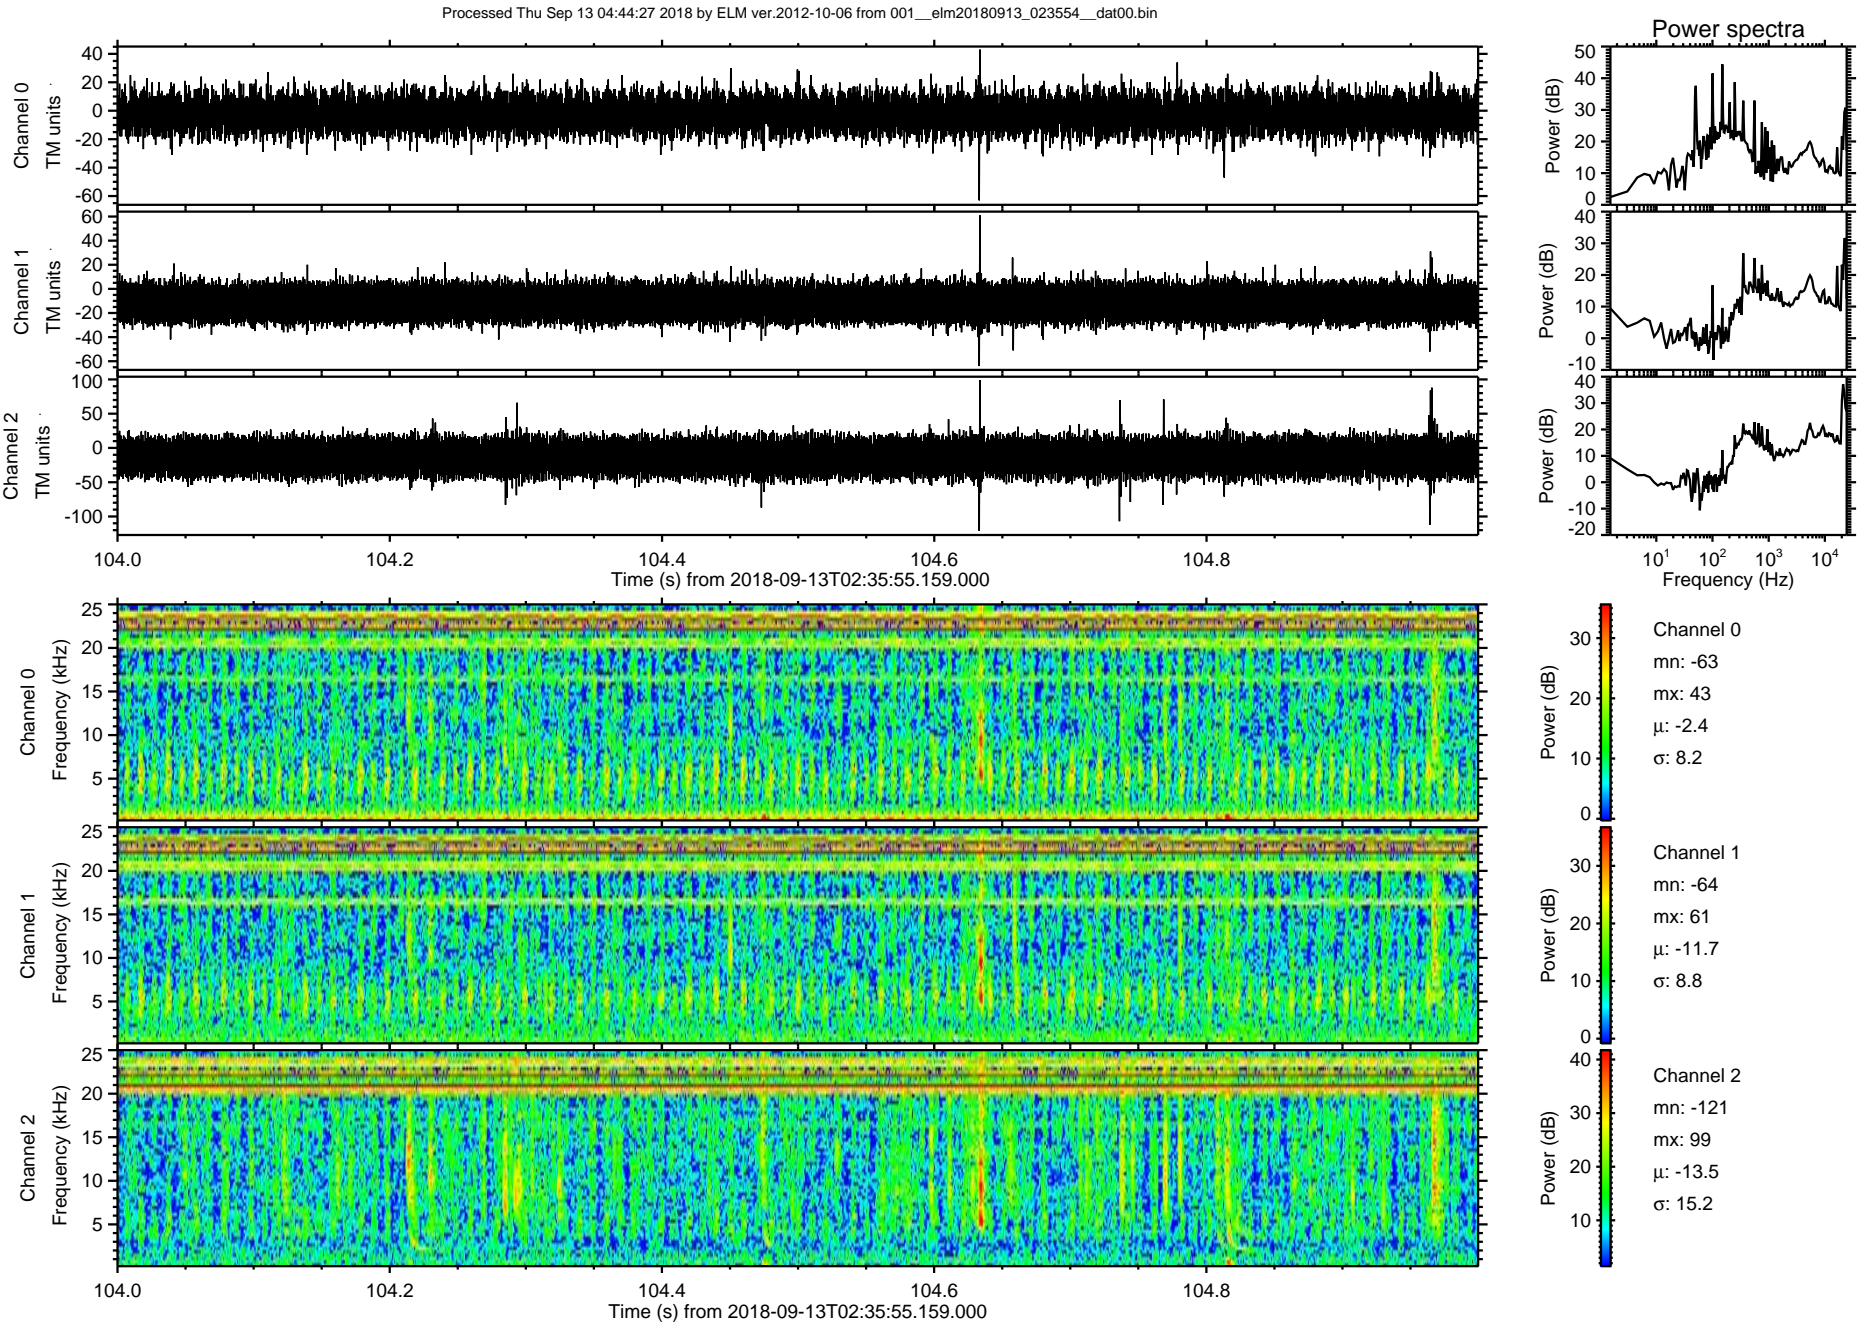 Processed Thu Sep 13 04:44:27 2018 by ELM ver.2012-10-06 from 001__elm20180913_023554__dat00.bin
Power spectra
Channel 0
TM units
40
20
0
-20
-40
-60
Power (dB)
50
40
30
20
10
0
Channel 1
TM units
60
40
20
0
-20
-40
-60
Power (dB)
40
30
20
10
0
-10
Channel 2
TM units
100
50
0
-50
-100
Power (dB)
40
30
20
10
0
-10
-20
104.0 104.2 104.4 104.6 104.8
Time (s) from 2018-09-13T02:35:55.159.000
10¹ 10² 10³ 10⁴
Frequency (Hz)
Channel 0
Frequency (kHz)
25
20
15
10
5
Power (dB)
30
20
10
0
Channel 0
mn: -63
mx: 43
μ: -2.4
σ: 8.2
Channel 1
Frequency (kHz)
25
20
15
10
5
Power (dB)
30
20
10
0
Channel 1
mn: -64
mx: 61
μ: -11.7
σ: 8.8
Channel 2
Frequency (kHz)
25
20
15
10
5
Power (dB)
40
30
20
10
Channel 2
mn: -121
mx: 99
μ: -13.5
σ: 15.2
104.0 104.2 104.4 104.6 104.8
Time (s) from 2018-09-13T02:35:55.159.000